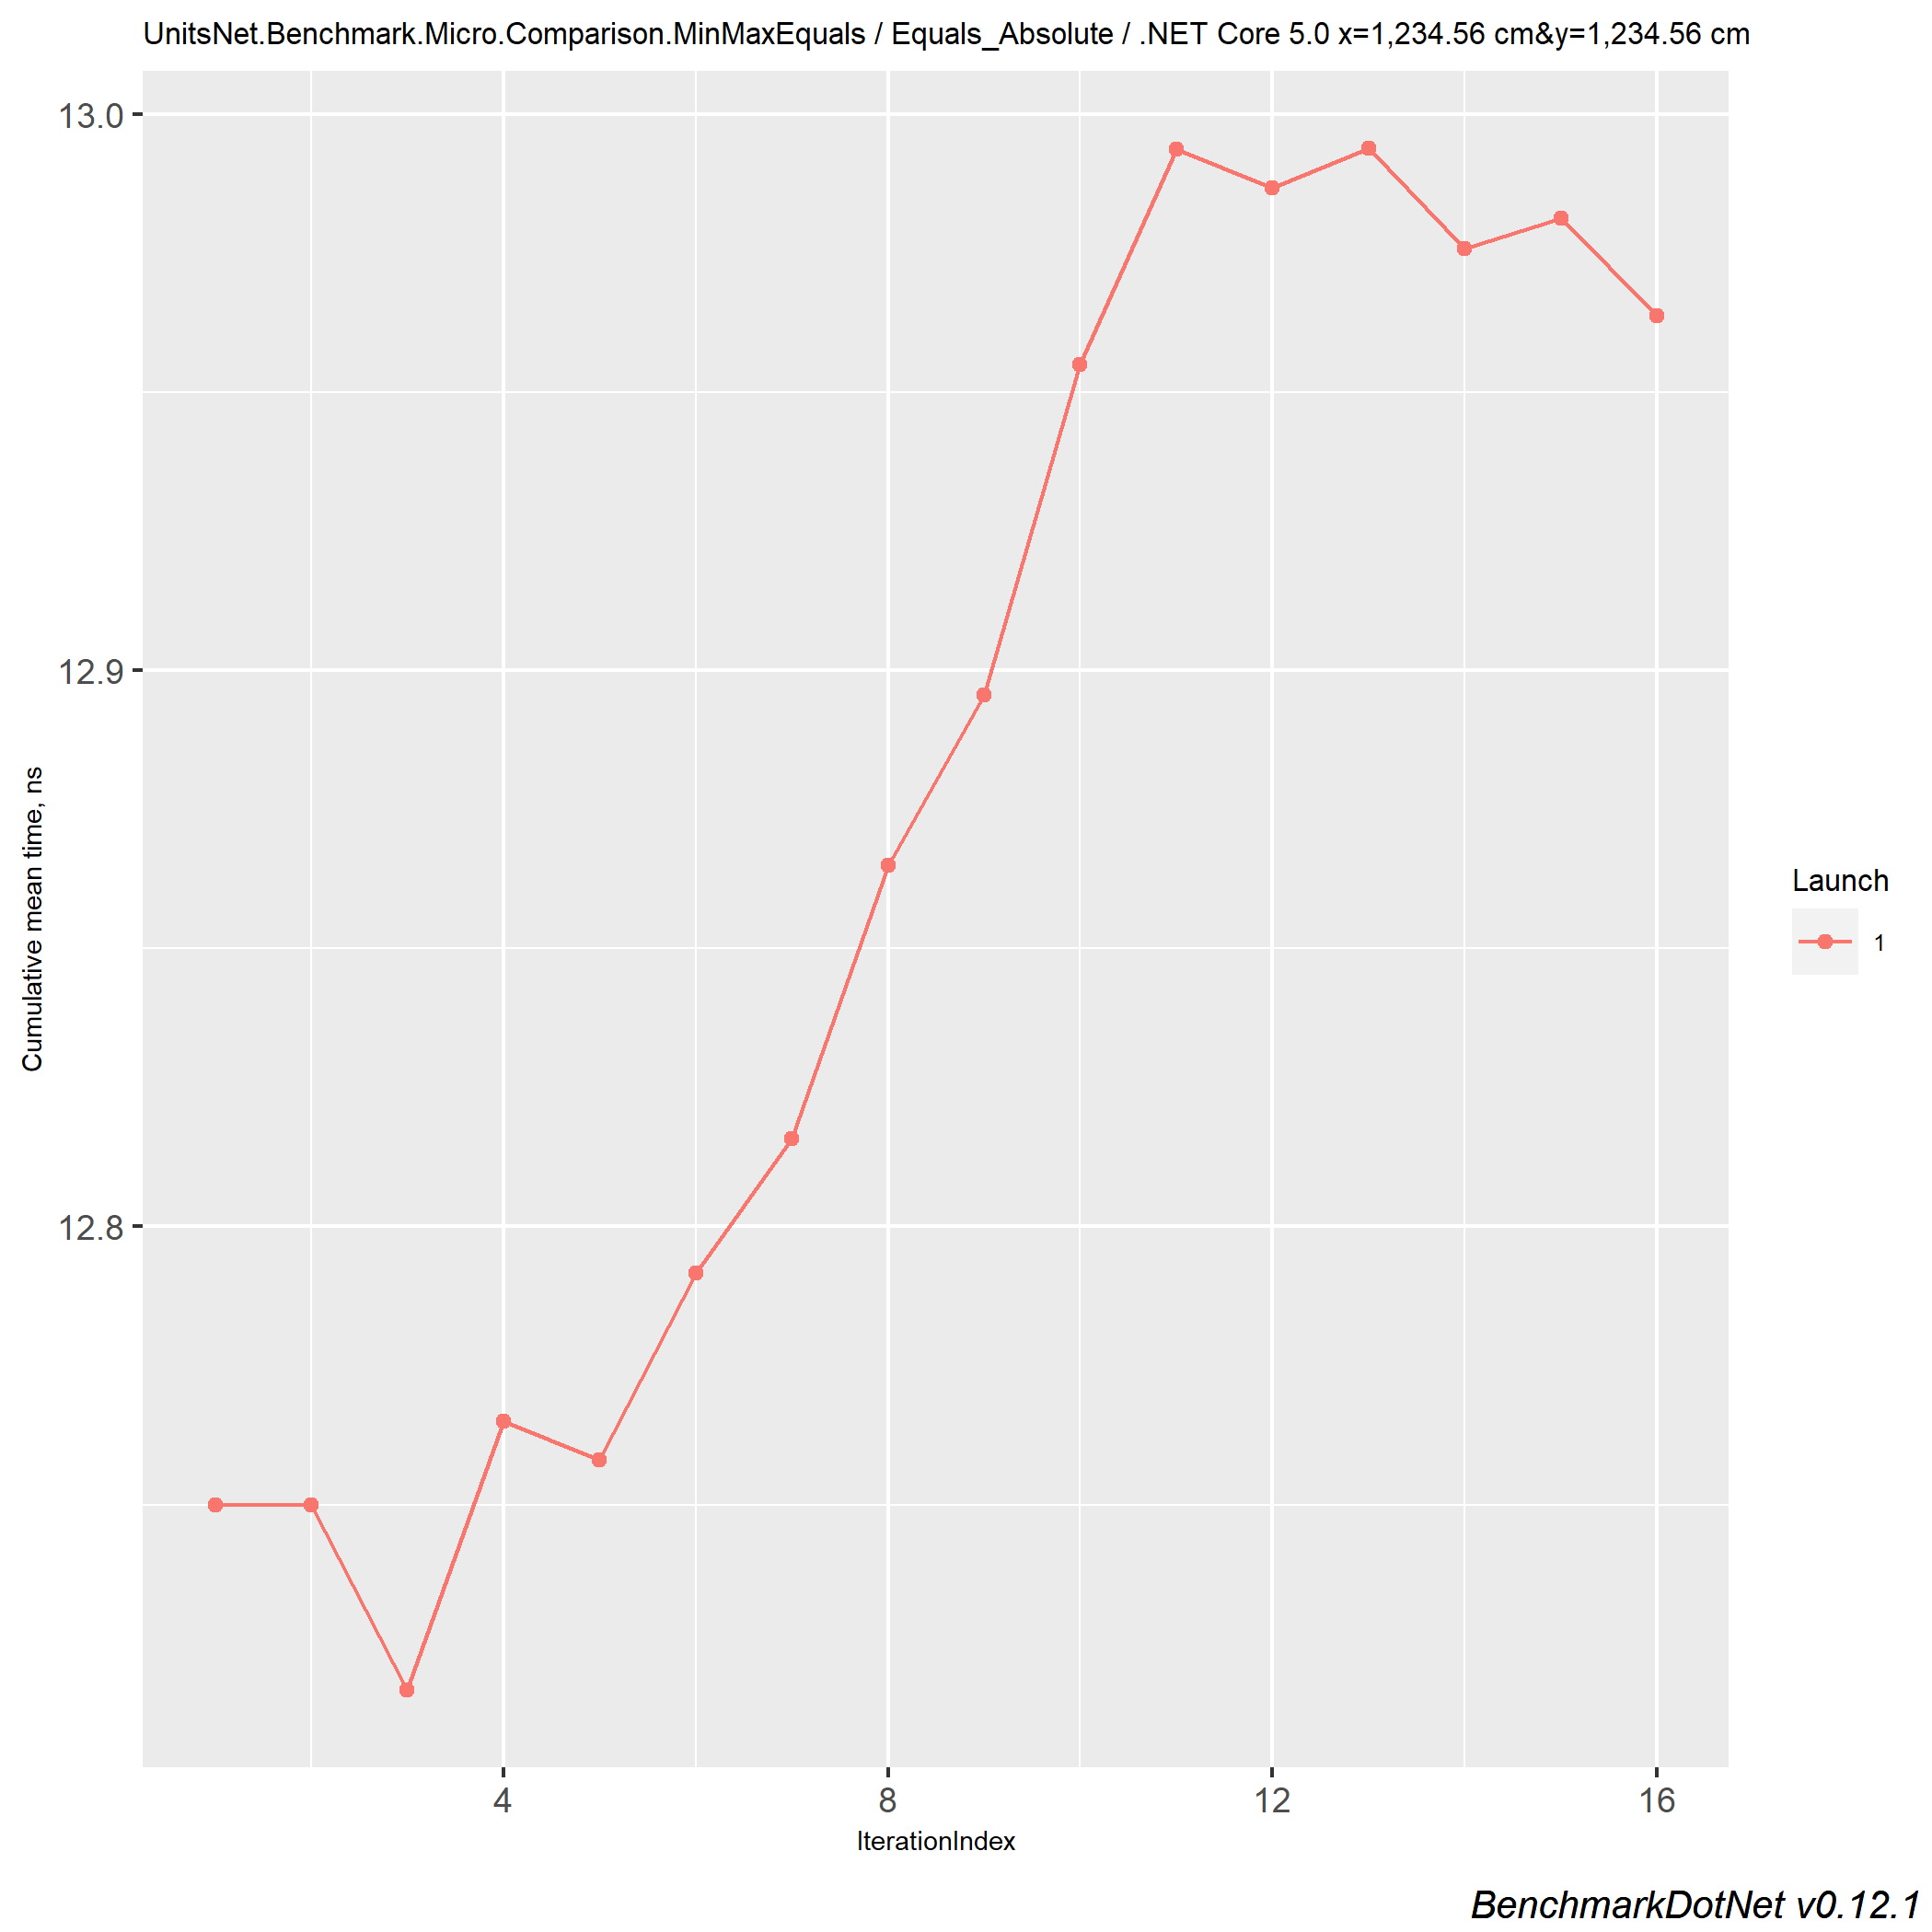 UnitsNet.Benchmark.Micro.Comparison.MinMaxEquals / Equals_Absolute / .NET Core 5.0 x=1,234.56 cm&y=1,234.56 cm
Cumulative mean time, ns
13.0
12.9
12.8
4
8
12
16
IterationIndex
Launch
1
BenchmarkDotNet v0.12.1